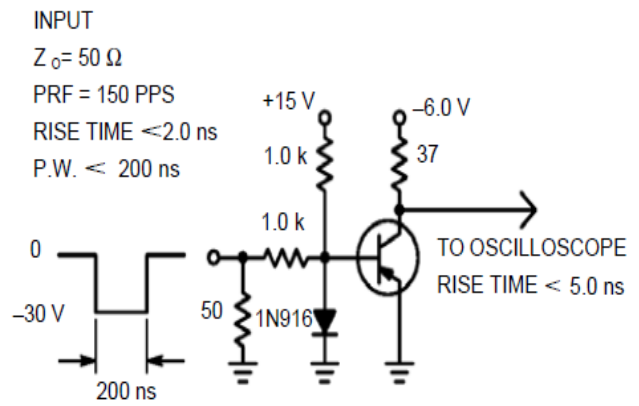 INPUT
Z o= 50 Ω
PRF = 150 PPS
RISE TIME <2.0 ns
P.W. < 200 ns
+15 V
–6.0 V
1.0 k
37
1.0 k
0
TO OSCILLOSCOPE
RISE TIME < 5.0 ns
–30 V
50
1N916
200 ns